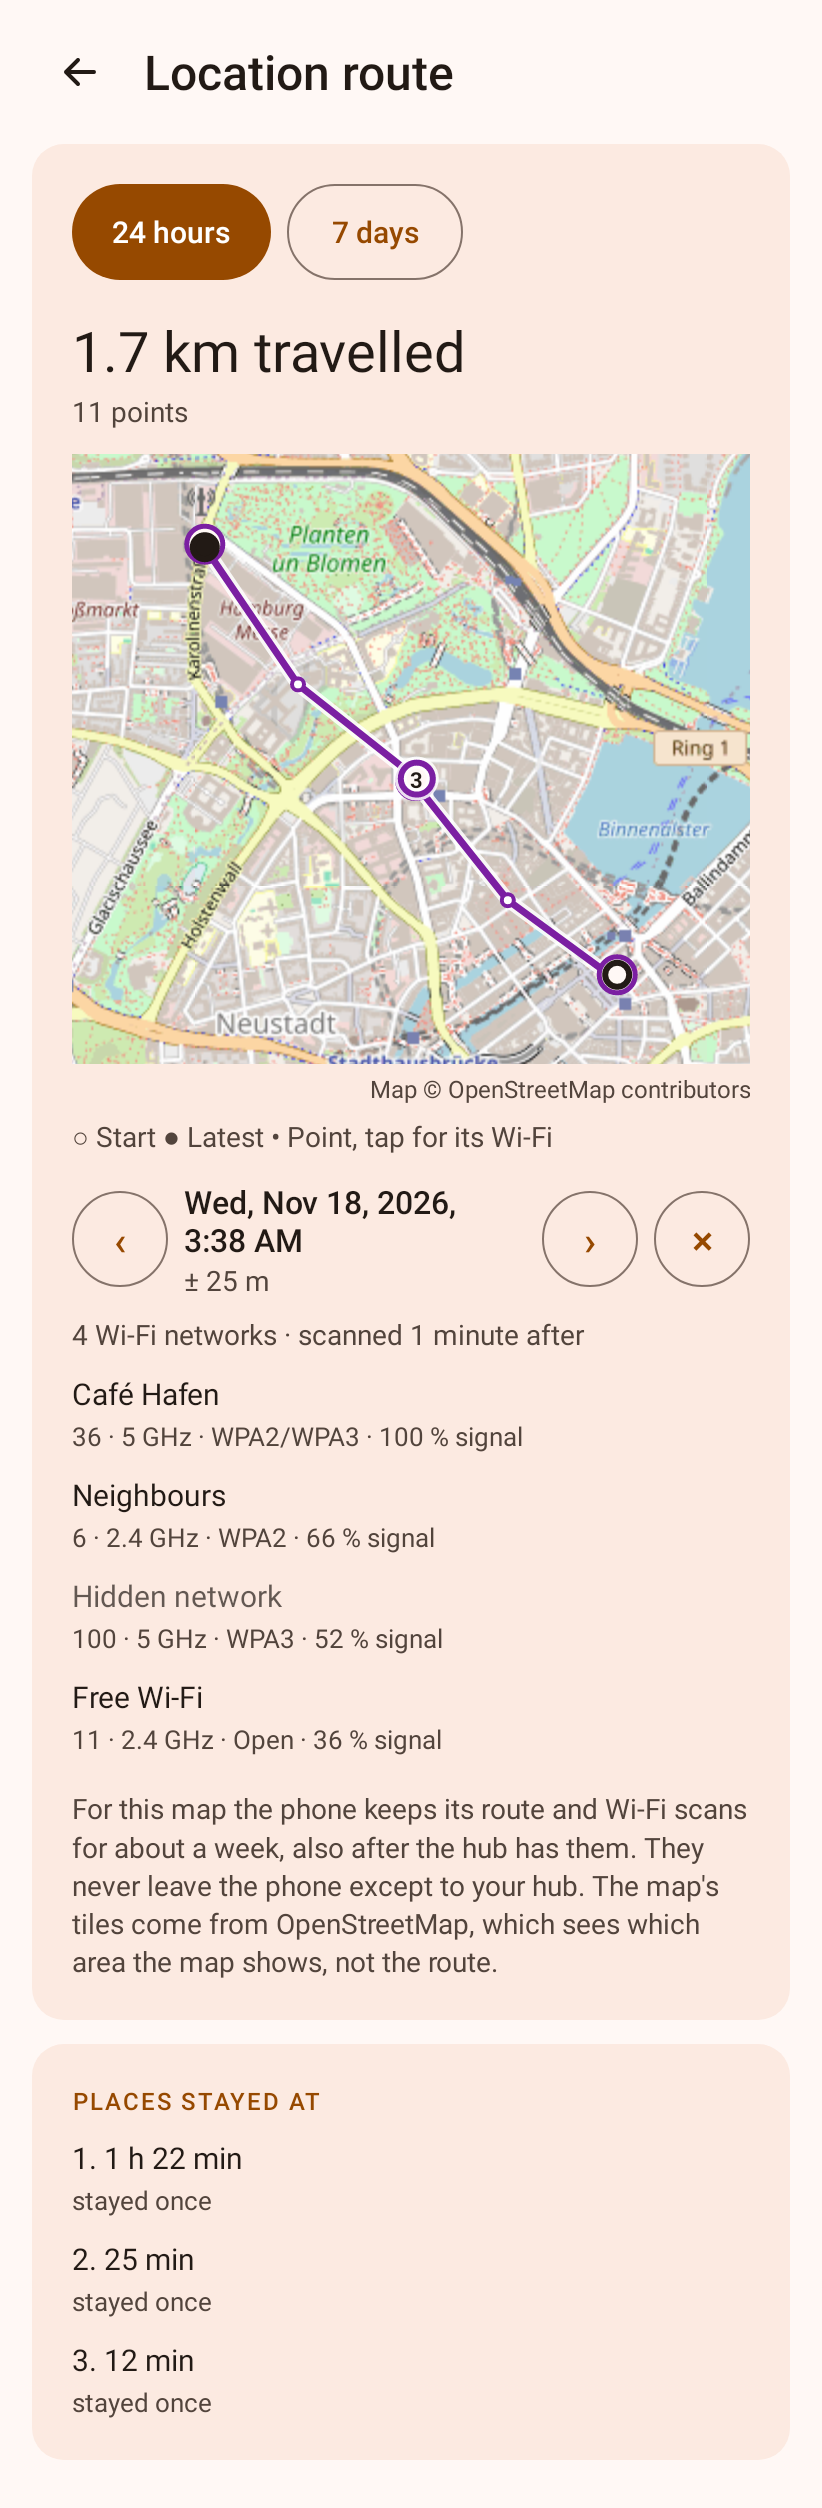 Location route
24 hours
7 days
1.7 km travelled
11 points
Planten
un Blomen
Karolinenstraß
Hamburg
Messe
3
Ring 1
Binnenalster
Ballindamm
Glacischaussee
Holstenwall
Neustadt
Stadthausbrücke
Map © OpenStreetMap contributors
○ Start ● Latest • Point, tap for its Wi-Fi
‹
Wed, Nov 18, 2026,
3:38 AM
± 25 m
›
×
4 Wi-Fi networks · scanned 1 minute after
Café Hafen
36 · 5 GHz · WPA2/WPA3 · 100 % signal
Neighbours
6 · 2.4 GHz · WPA2 · 66 % signal
Hidden network
100 · 5 GHz · WPA3 · 52 % signal
Free Wi-Fi
11 · 2.4 GHz · Open · 36 % signal
For this map the phone keeps its route and Wi-Fi scans
for about a week, also after the hub has them. They
never leave the phone except to your hub. The map's
tiles come from OpenStreetMap, which sees which
area the map shows, not the route.
PLACES STAYED AT
1. 1 h 22 min
stayed once
2. 25 min
stayed once
3. 12 min
stayed once